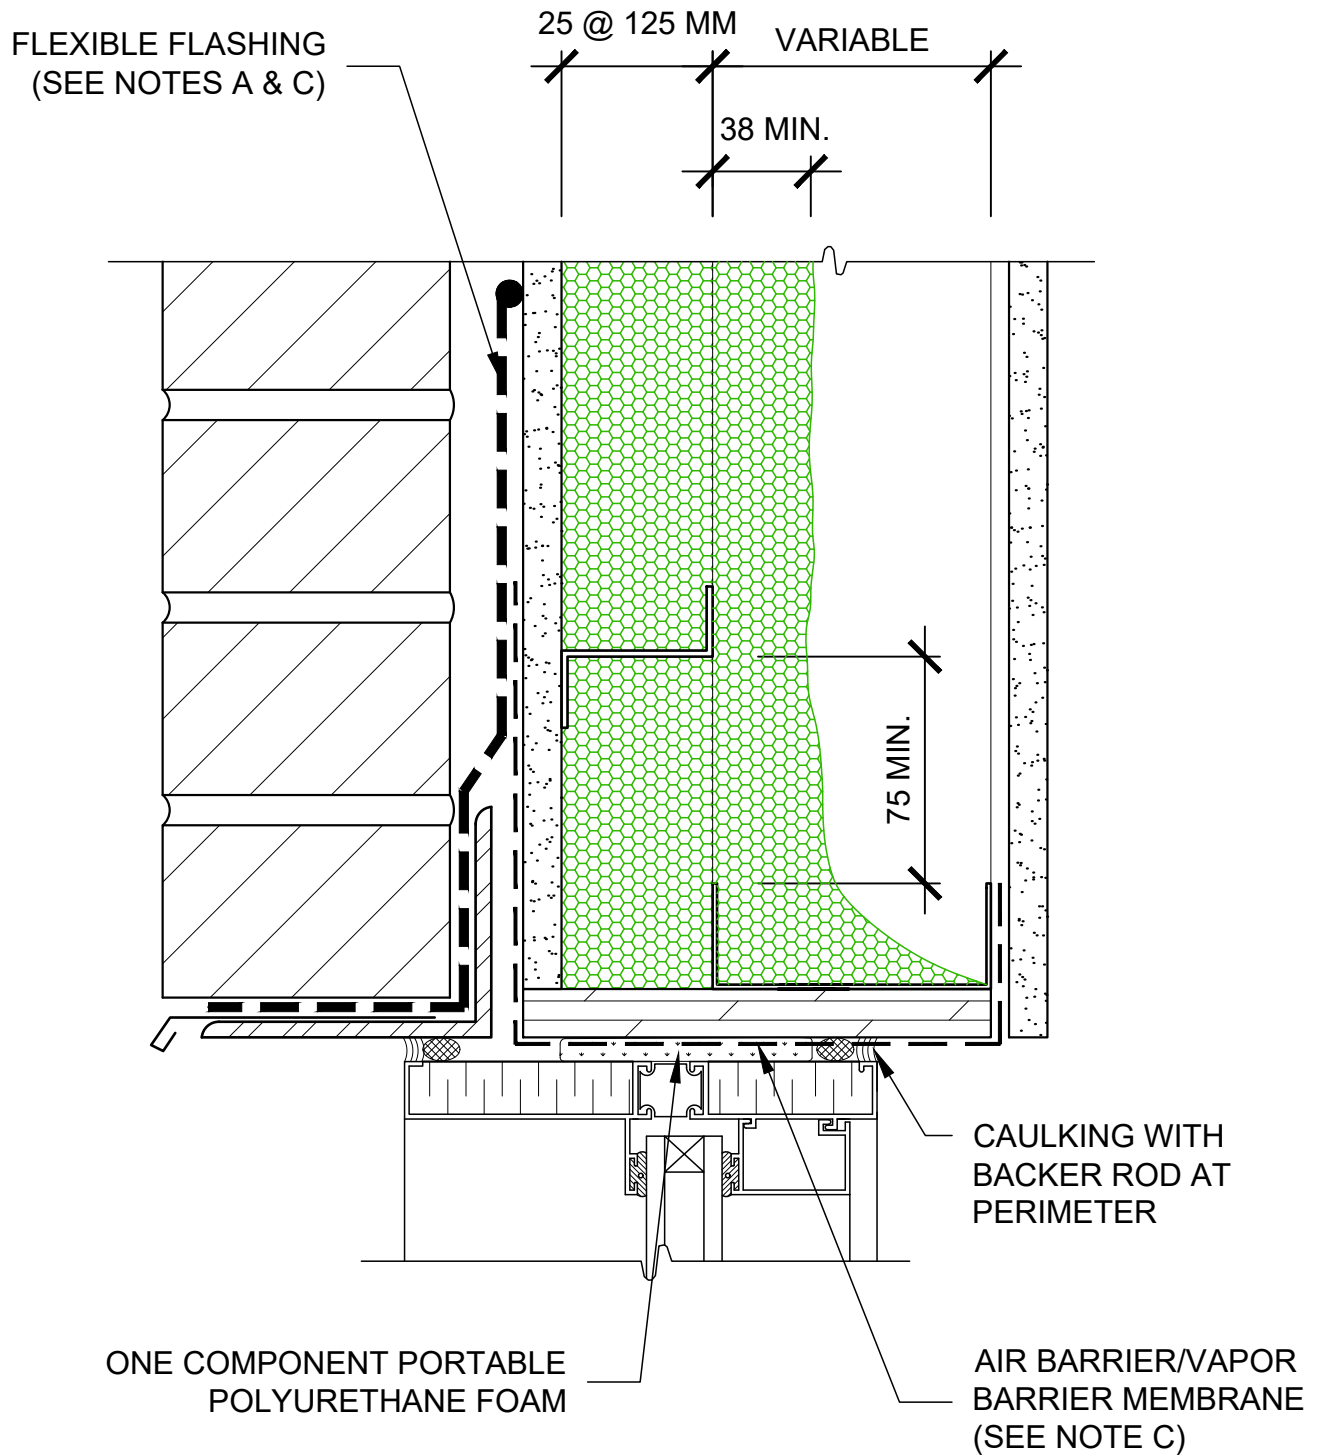 25 @ 125 MM
VARIABLE
FLEXIBLE FLASHING
(SEE NOTES A & C)
38 MIN.
75 MIN.
CAULKING WITH
BACKER ROD AT
PERIMETER
ONE COMPONENT PORTABLE
POLYURETHANE FOAM
AIR BARRIER/VAPOR
BARRIER MEMBRANE
(SEE NOTE C)